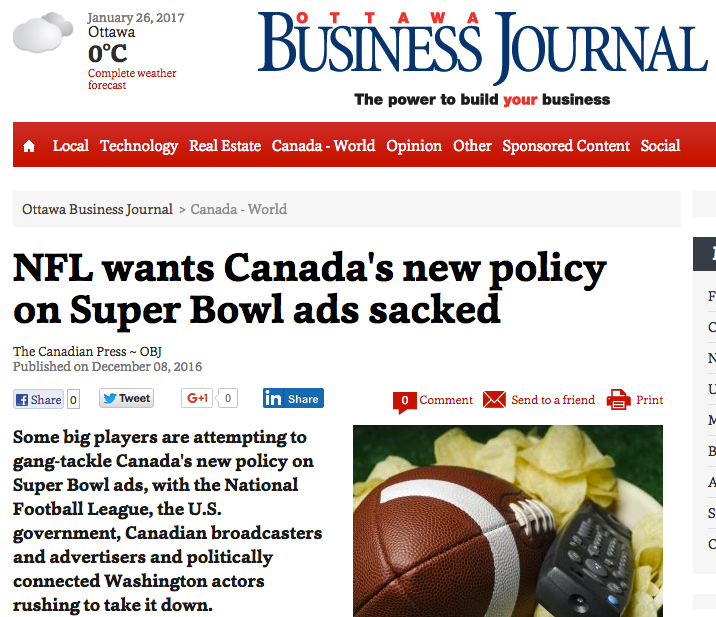 January 26, 2017
Ottawa
0°C
Complete weather
forecast
OTTAWA
BUSINESS JOURNAL
The power to build your business
Local Technology Real Estate Canada - World Opinion Other Sponsored Content Social
Ottawa Business Journal > Canada - World
NFL wants Canada's new policy
on Super Bowl ads sacked
The Canadian Press ~ OBJ
Published on December 08, 2016
Share 0 Tweet G+1 0 in Share 0 Comment Send to a friend Print
Some big players are attempting to
gang-tackle Canada's new policy on
Super Bowl ads, with the National
Football League, the U.S.
government, Canadian broadcasters
and advertisers and politically
connected Washington actors
rushing to take it down.
F
C
N
U
M
B
A
S
C